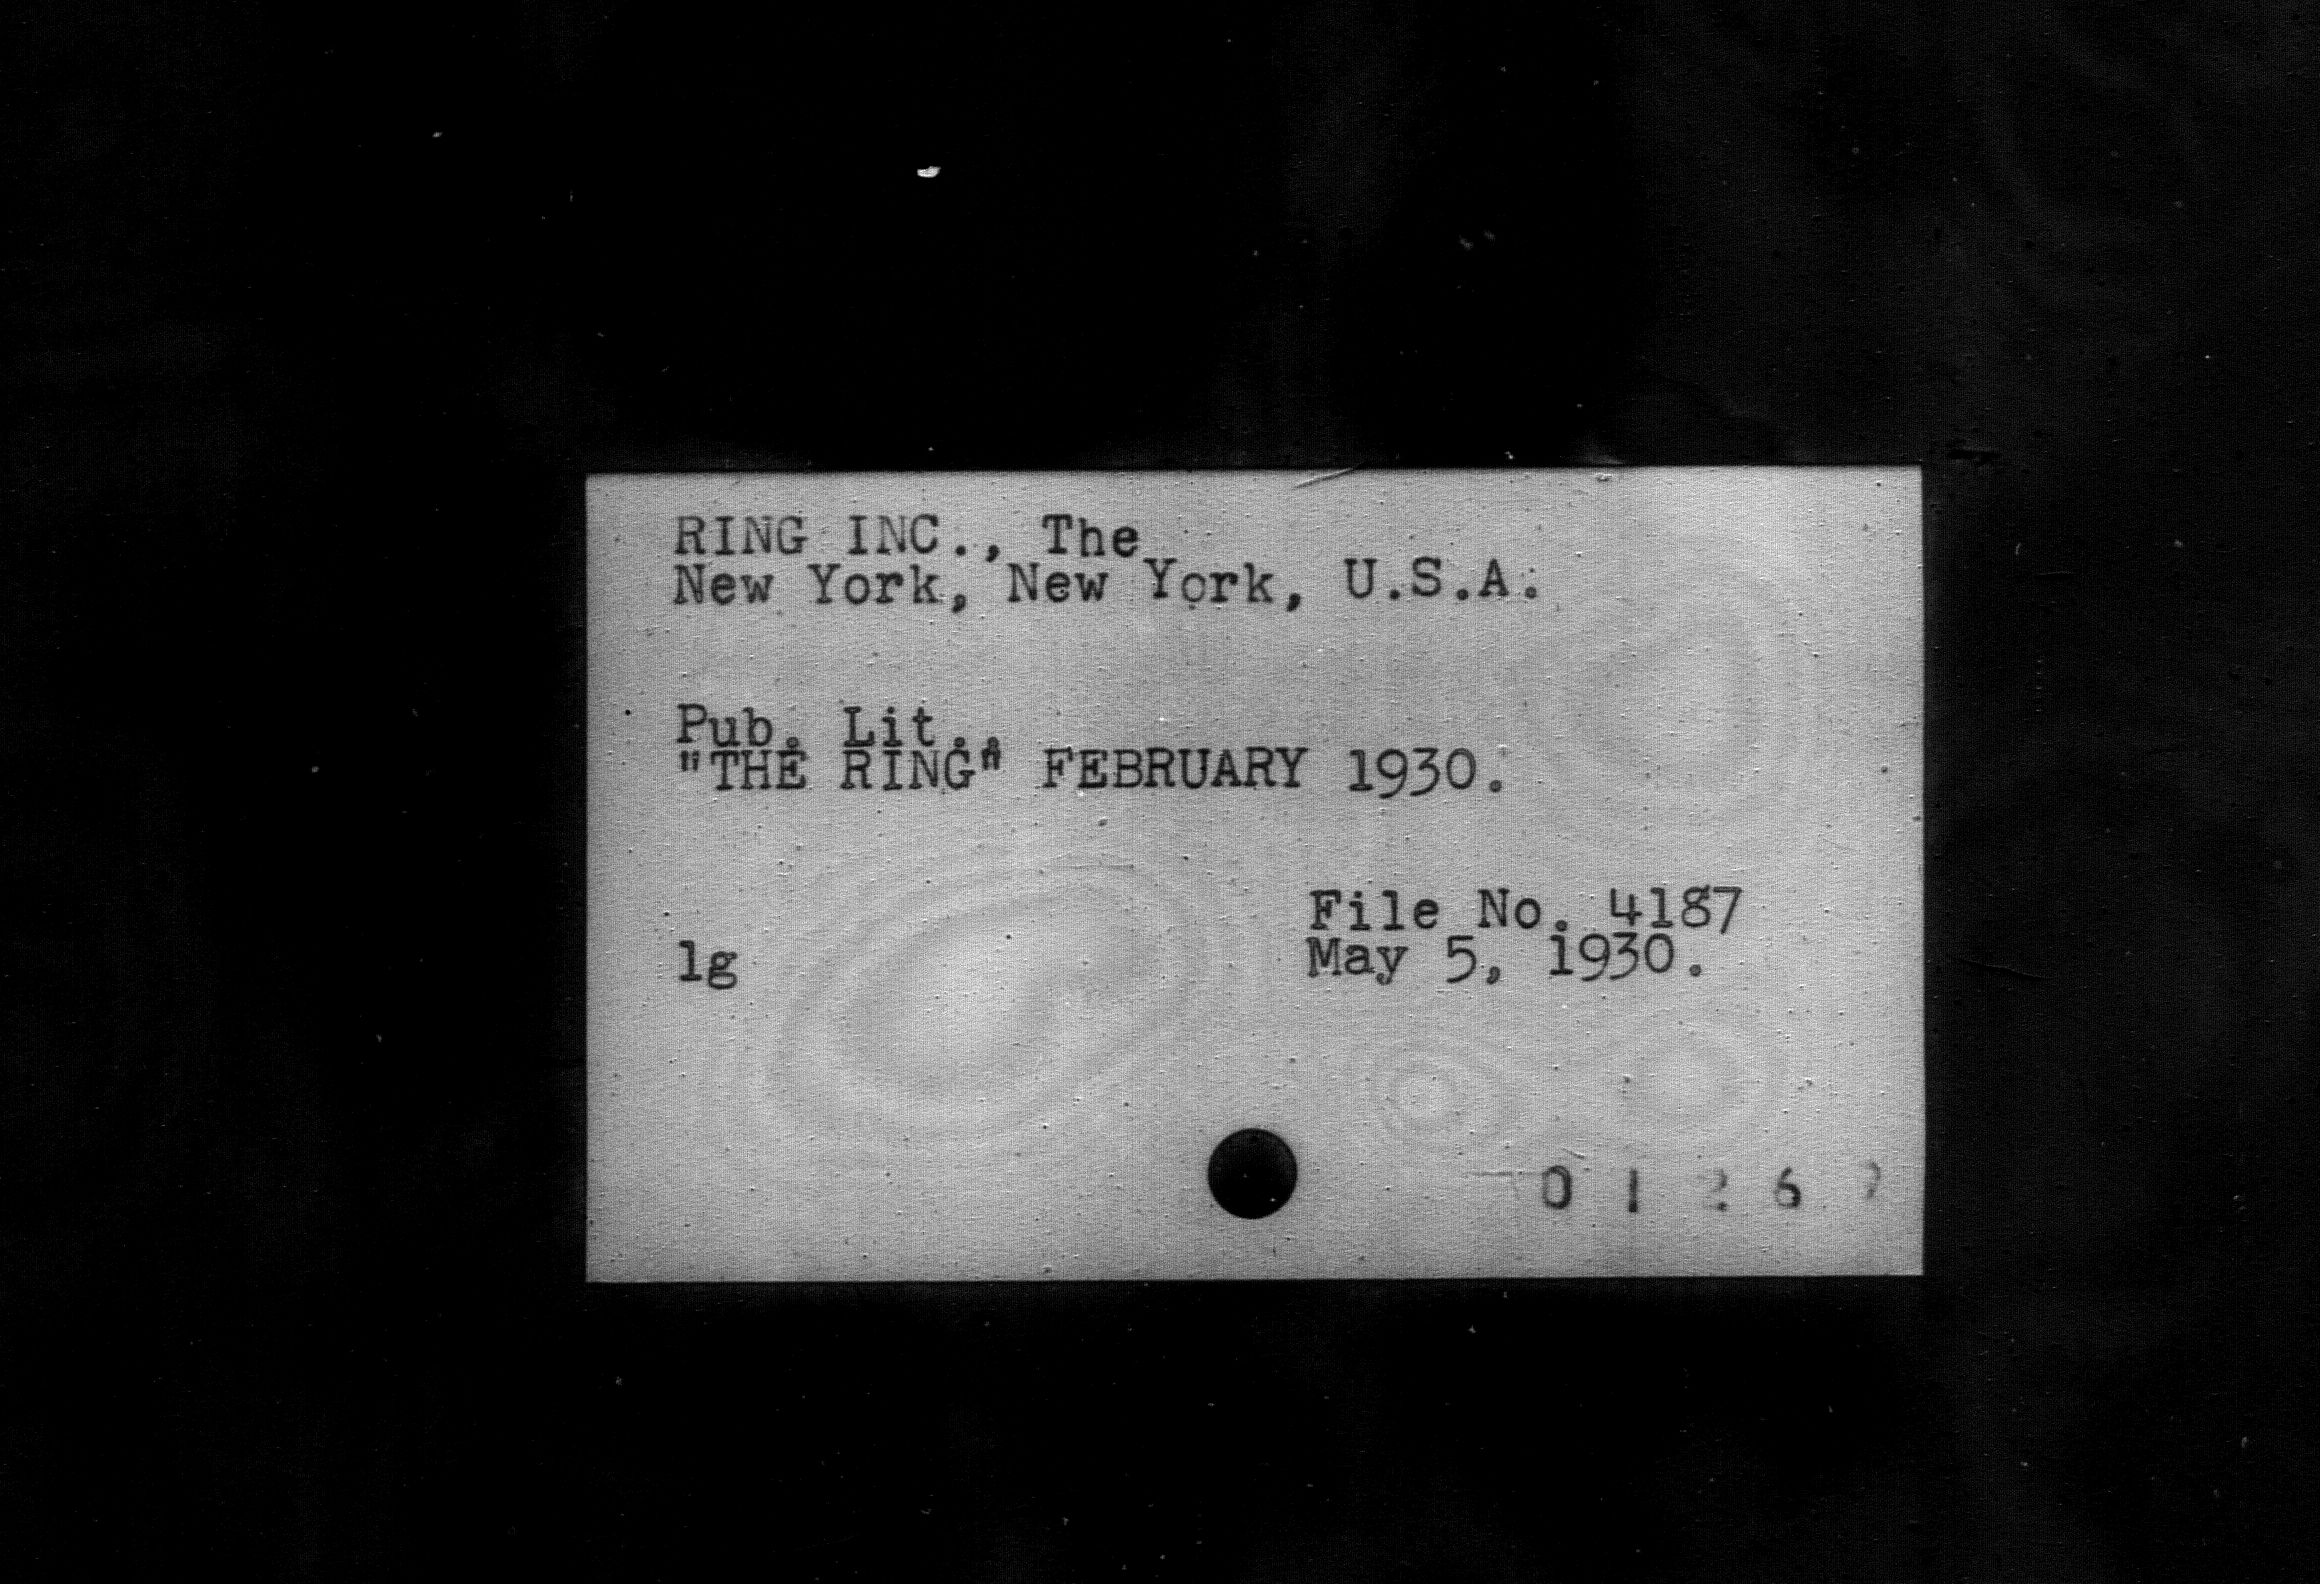 RING INC., The
New York, New York, U.S.A.
Pub. Lit.,
"THE RING" FEBRUARY 1930.
File No. 4187
lg May 5, 1930.